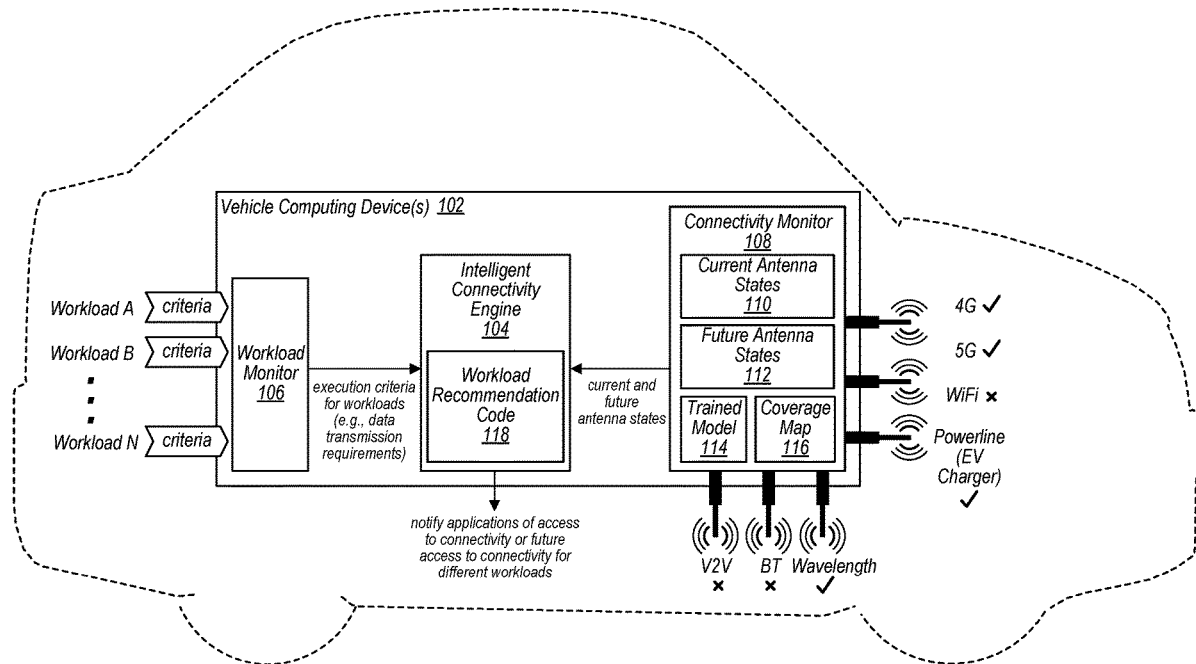 Vehicle Computing Device(s) 102
Workload A
criteria
Workload B
criteria
Workload N
criteria
Workload
Monitor
106
execution criteria
for workloads
(e.g., data
transmission
requirements)
Intelligent
Connectivity
Engine
104
Workload
Recommendation
Code
118
notify applications of access
to connectivity or future
access to connectivity for
different workloads
current and
future
antenna states
Connectivity Monitor
108
Current Antenna
States
110
Future Antenna
States
112
Trained
Model
114
Coverage
Map
116
4G
5G
WiFi
Powerline
(EV
Charger)
V2V
BT
Wavelength